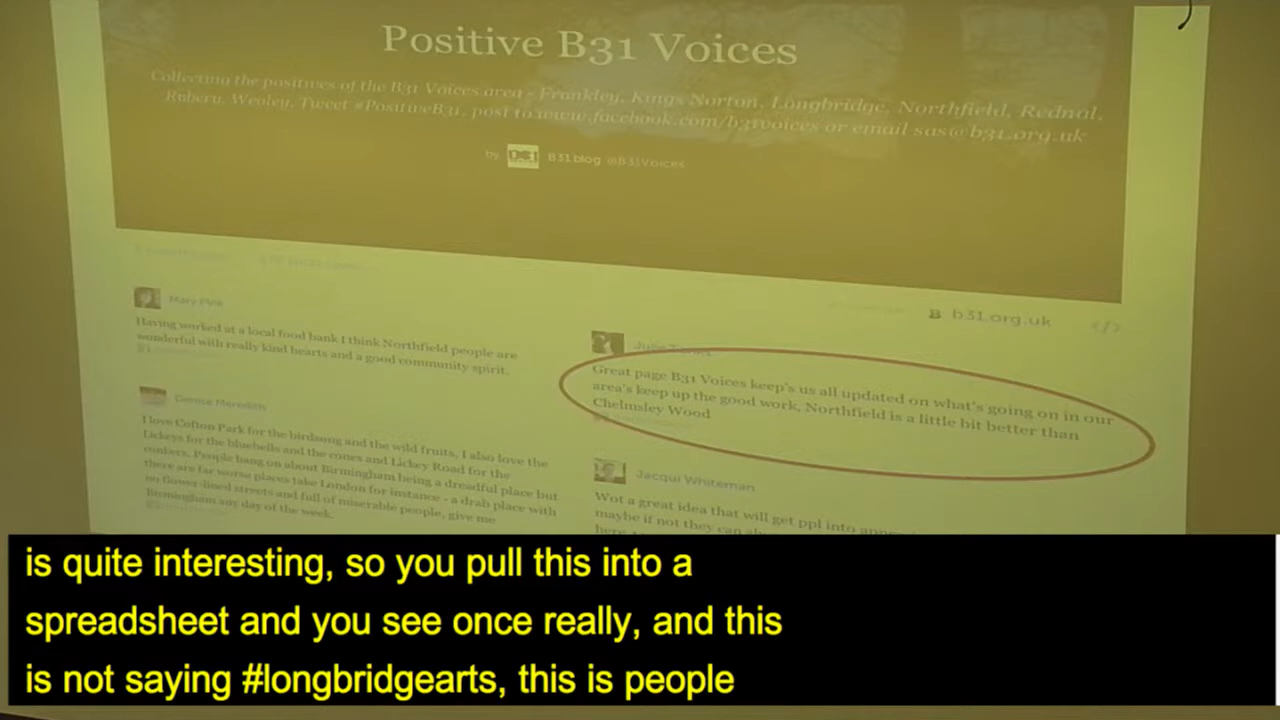 Positive B31 Voices
Collecting the positives of the B31 Voices area - Frankley, Kings Norton, Longbridge, Northfield, Rednal,
Rubery, Weoley. Tweet #PositiveB31, post to www.facebook.com/b31voices or email sas@b31.org.uk
by B31blog @B31Voices
b31.org.uk </>
Mary Pink
Having worked at a local food bank I think Northfield people are
wonderful with really kind hearts and a good community spirit.
Denice Meredith
I love Cofton Park for the birdsong and the wild fruits, I also love the
Lickeys for the bluebells and the cones and Lickey Road for the
conkers. People bang on about Birmingham being a dreadful place but
there are far worse places take London for instance - a drab place with
no flower-lined streets and full of miserable people, give me
Birmingham any day of the week.
Great page B31 Voices keep's us all updated on what's going on in our
area's keep up the good work, Northfield is a little bit better than
Chelmsley Wood
Jacqui Whiteman
Wot a great idea that will get ppl into
maybe if not they can
here
is quite interesting, so you pull this into a
spreadsheet and you see once really, and this
is not saying #longbridgearts, this is people